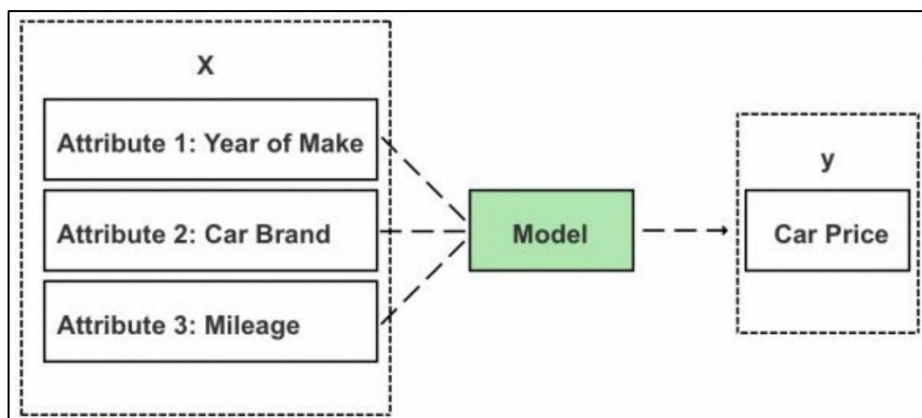 X
Attribute 1: Year of Make
Attribute 2: Car Brand
Attribute 3: Mileage
Model
y
Car Price